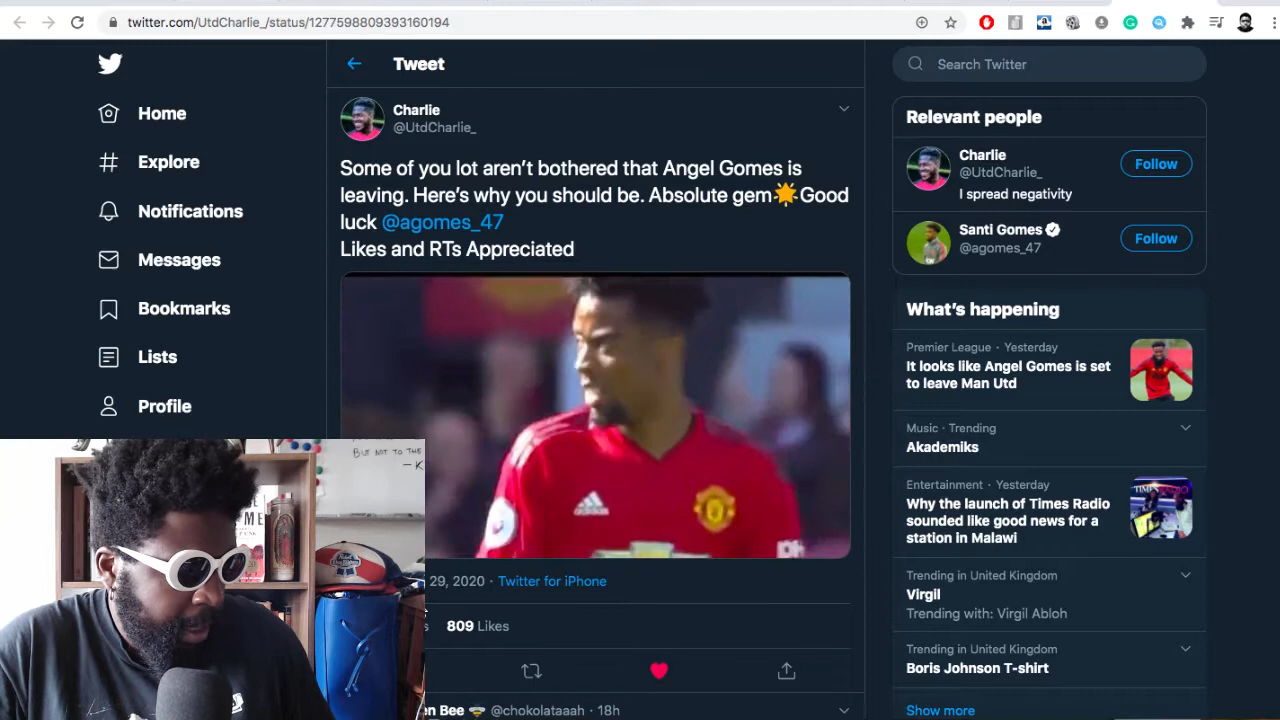 twitter.com/UtdCharlie_/status/1277598809393160194
Home
Explore
Notifications
Messages
Bookmarks
Lists
Profile
Tweet
Charlie
@UtdCharlie_
Some of you lot aren't bothered that Angel Gomes is
leaving. Here's why you should be. Absolute gem🌟Good
luck @agomes_47
Likes and RTs Appreciated
adidas
29, 2020 · Twitter for iPhone
809 Likes
Bee 🐝 @chokolataaah · 18h
BUT NOT TO THE
Search Twitter
Relevant people
Charlie
@UtdCharlie_
Follow
I spread negativity
Santi Gomes
@agomes_47
Follow
What's happening
Premier League · Yesterday
It looks like Angel Gomes is set
to leave Man Utd
Music · Trending
Akademiks
Entertainment · Yesterday
Why the launch of Times Radio
sounded like good news for a
station in Malawi
Trending in United Kingdom
Virgil
Trending with: Virgil Abloh
Trending in United Kingdom
Boris Johnson T-shirt
Show more